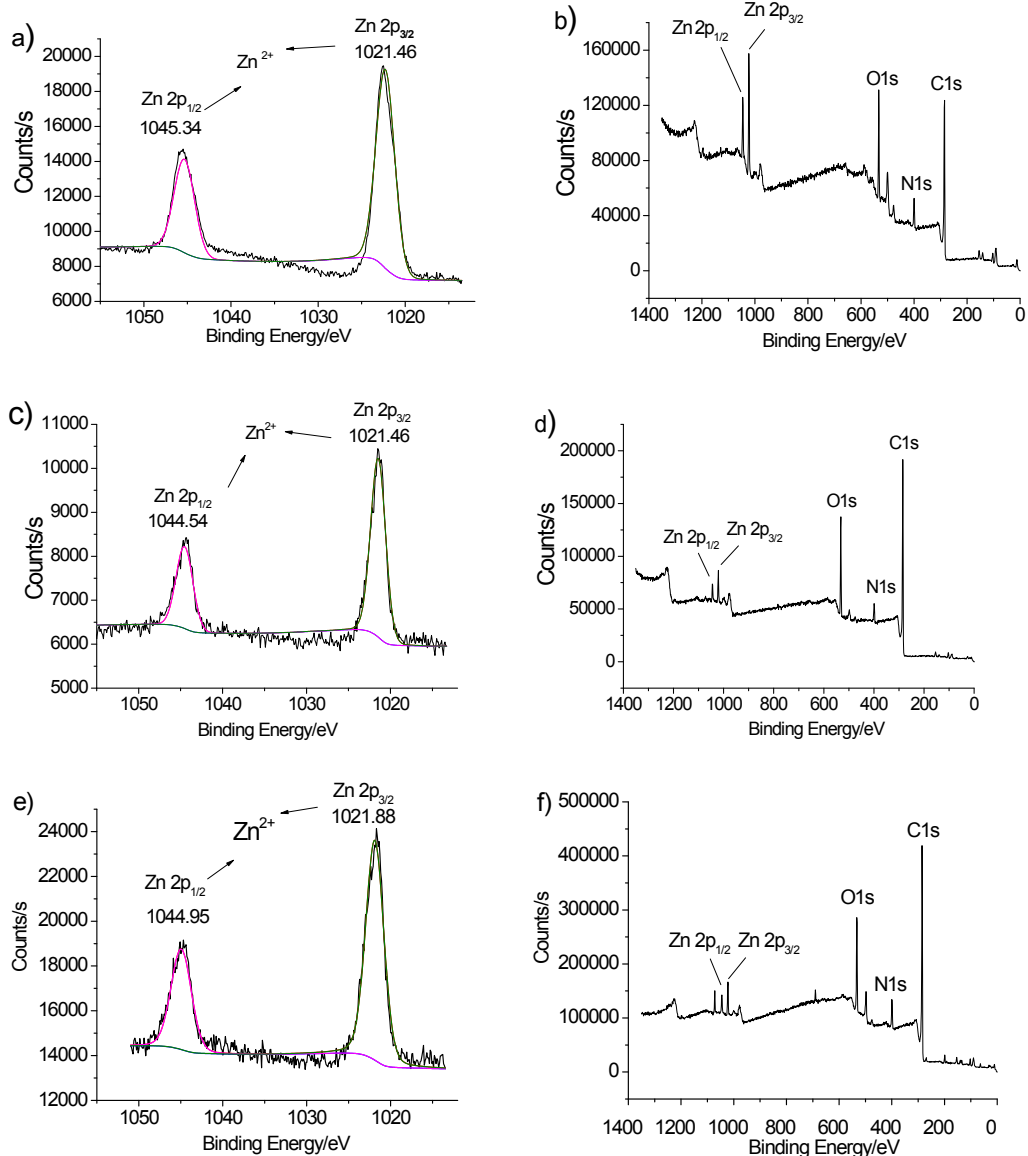 a)
Zn 2p3/2
1021.46
Zn 2+
Zn 2p1/2
1045.34
20000
18000
16000
14000
12000
10000
8000
6000
Counts/s
1050
1040
1030
1020
Binding Energy/eV
b)
Zn 2p3/2
Zn 2p1/2
O1s
C1s
N1s
160000
120000
80000
40000
0
Counts/s
1400
1200
1000
800
600
400
200
0
Binding Energy/eV
c)
Zn 2p3/2
1021.46
Zn2+
Zn 2p1/2
1044.54
11000
10000
9000
8000
7000
6000
5000
Counts/s
1050
1040
1030
1020
Binding Energy/eV
d)
C1s
O1s
Zn 2p3/2
Zn 2p1/2
N1s
200000
150000
100000
50000
0
Counts/s
1400
1200
1000
800
600
400
200
0
Binding Energy/eV
e)
Zn 2p3/2
1021.88
Zn2+
Zn 2p1/2
1044.95
24000
22000
20000
18000
16000
14000
12000
Counts/s
1050
1040
1030
1020
Binding Energy/eV
f)
C1s
O1s
Zn 2p3/2
Zn 2p1/2
N1s
500000
400000
300000
200000
100000
0
Counts/s
1400
1200
1000
800
600
400
200
0
Binding Energy/eV